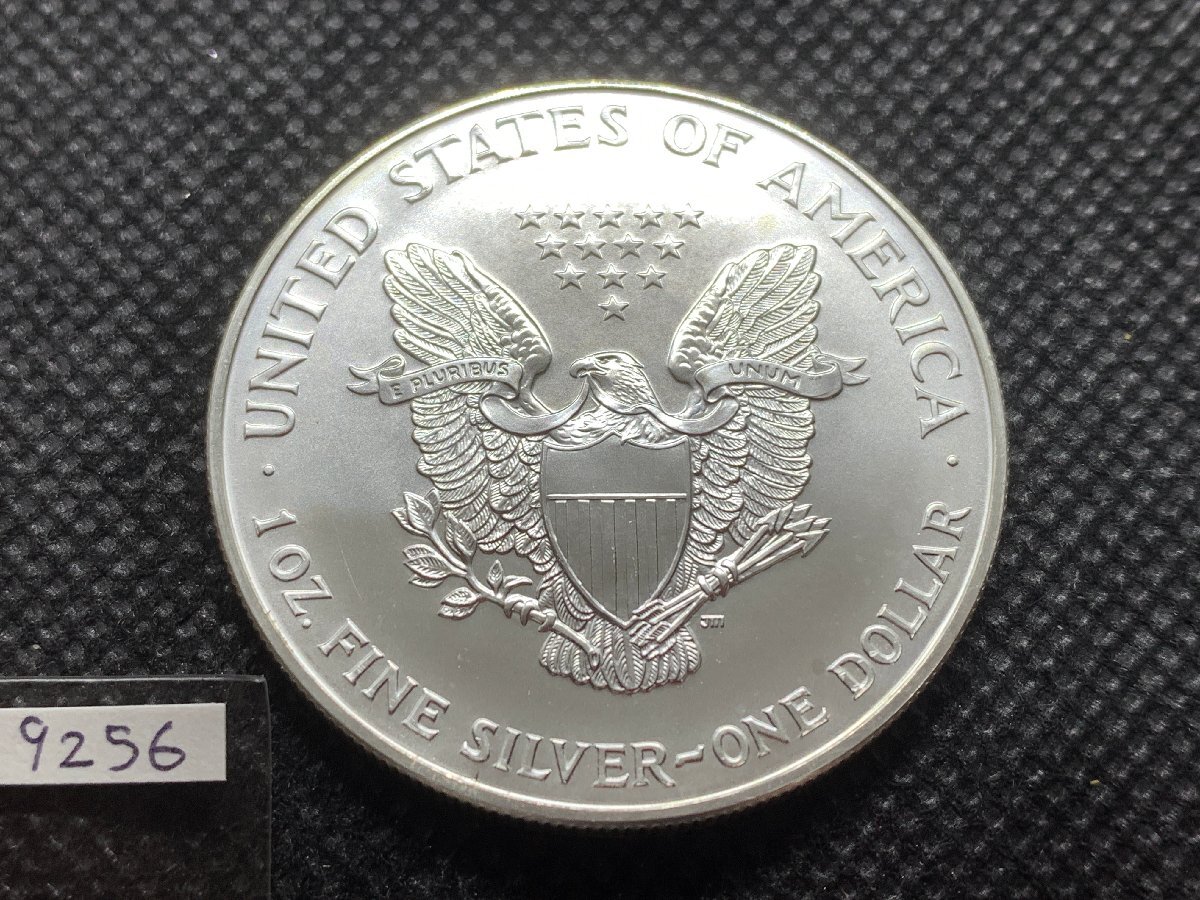 UNITED STATES OF AMERICA
E PLURIBUS UNUM
JM
· 1 OZ. FINE SILVER~ONE DOLLAR ·
9256